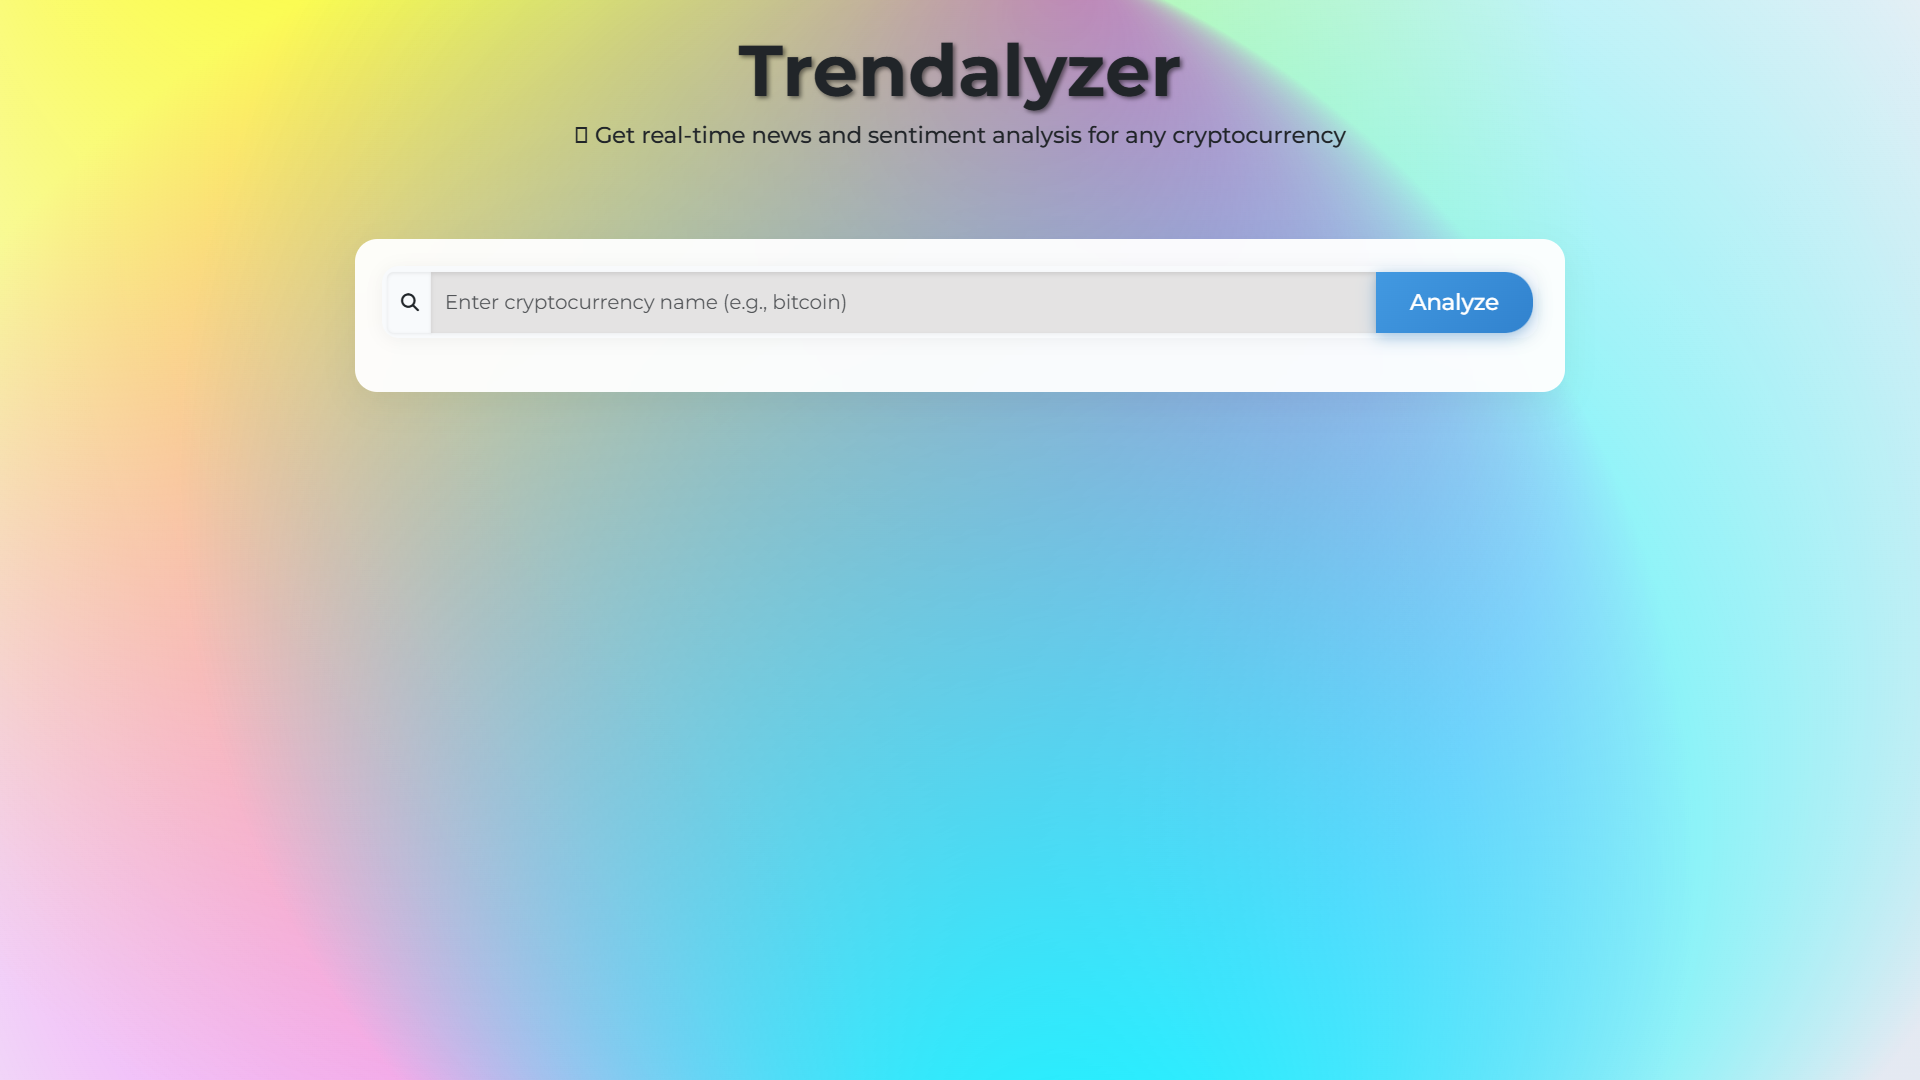 Trendalyzer
Get real-time news and sentiment analysis for any cryptocurrency
Enter cryptocurrency name (e.g., bitcoin)
Analyze